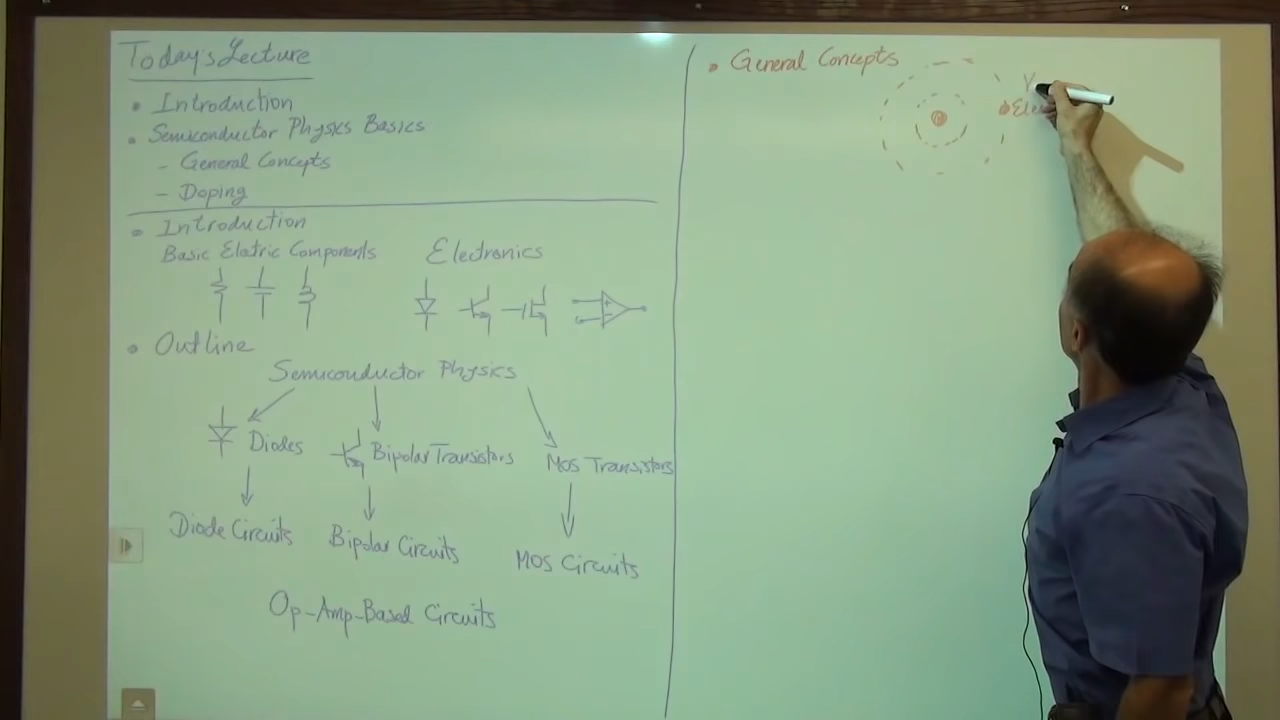 Today's Lecture
• Introduction
• Semiconductor Physics Basics
- General Concepts
- Doping
• Introduction
Basic Eletric Components
Electronics
• Outline
Semiconductor Physics
Diodes
Bipolar Transistors
MOS Transistors
Diode Circuits
Bipolar Circuits
MOS Circuits
Op-Amp-Based Circuits
• General Concepts